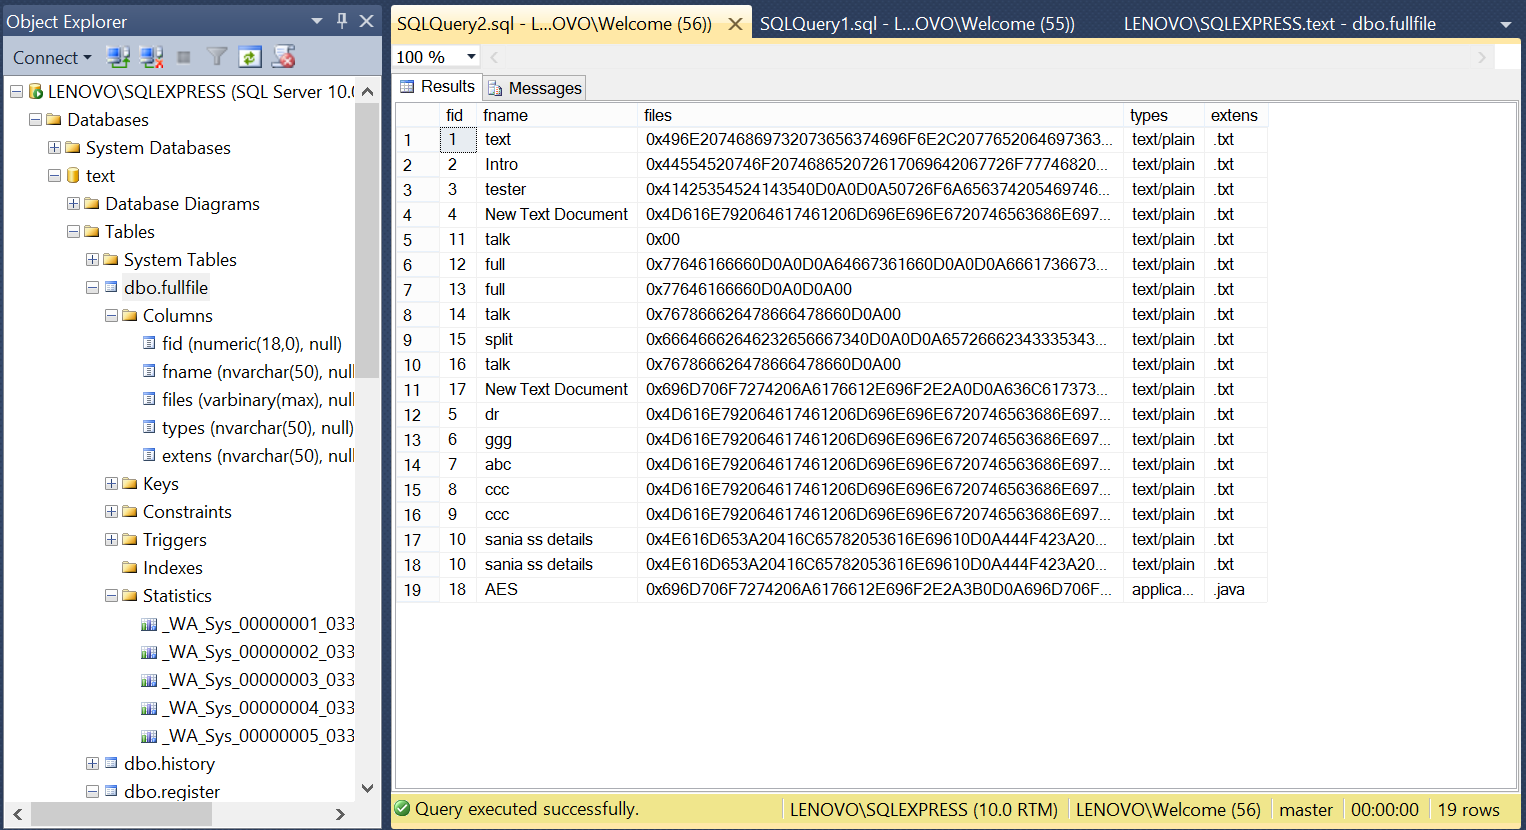 Object Explorer
Connect
LENOVO\SQLEXPRESS (SQL Server 10.0
Databases
System Databases
text
Database Diagrams
Tables
System Tables
dbo.fullfile
Columns
fid (numeric(18,0), null)
fname (nvarchar(50), null
files (varbinary(max), null
types (nvarchar(50), null)
extens (nvarchar(50), null
Keys
Constraints
Triggers
Indexes
Statistics
_WA_Sys_00000001_033
_WA_Sys_00000002_033
_WA_Sys_00000003_033
_WA_Sys_00000004_033
_WA_Sys_00000005_033
dbo.history
dbo.register
SQLQuery2.sql - L...OVO\Welcome (56)) SQLQuery1.sql - L...OVO\Welcome (55)) LENOVO\SQLEXPRESS.text - dbo.fullfile
100 %
Results Messages
fid fname files types extens
1 1 text 0x496E20746869732073656374696F6E2C2077652064697363... text/plain .txt
2 2 Intro 0x44554520746F2074686520726170696420677726F77746820... text/plain .txt
3 3 tester 0x41425354524143540D0A0D0A50726F6A656374205469746... text/plain .txt
4 4 New Text Document 0x4D616E792064617461206D696E696E6720746563686E697... text/plain .txt
5 11 talk 0x00 text/plain .txt
6 12 full 0x77646166660D0A0D0A64667361660D0A0D0A6661736673... text/plain .txt
7 13 full 0x77646166660D0A0D0A00 text/plain .txt
8 14 talk 0x767866626478666478660D0A00 text/plain .txt
9 15 split 0x66646662646232656667340D0A0D0A65726662343335343... text/plain .txt
10 16 talk 0x767866626478666478660D0A00 text/plain .txt
11 17 New Text Document 0x696D706F7274206A6176612E696F2E2A0D0A636C617373... text/plain .txt
12 5 dr 0x4D616E792064617461206D696E696E6720746563686E697... text/plain .txt
13 6 ggg 0x4D616E792064617461206D696E696E6720746563686E697... text/plain .txt
14 7 abc 0x4D616E792064617461206D696E696E6720746563686E697... text/plain .txt
15 8 ccc 0x4D616E792064617461206D696E696E6720746563686E697... text/plain .txt
16 9 ccc 0x4D616E792064617461206D696E696E6720746563686E697... text/plain .txt
17 10 sania ss details 0x4E616D653A20416C65782053616E69610D0A444F423A20... text/plain .txt
18 10 sania ss details 0x4E616D653A20416C65782053616E69610D0A444F423A20... text/plain .txt
19 18 AES 0x696D706F7274206A6176612E696F2E2A3B0D0A696D706F... applica... .java
Query executed successfully. LENOVO\SQLEXPRESS (10.0 RTM) LENOVO\Welcome (56) master 00:00:00 19 rows